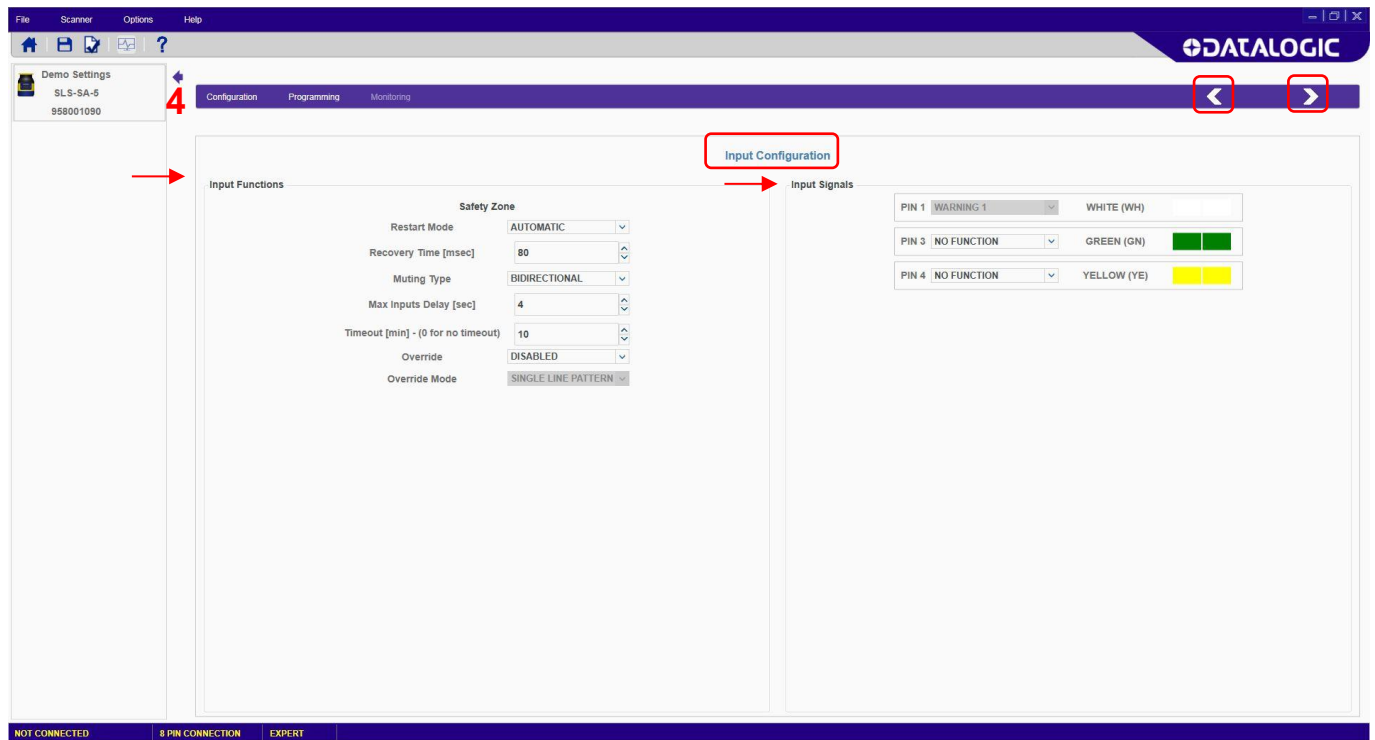 File Scanner Options Help
?
DATALOGIC
Demo Settings
SLS-SA-5
958001090
4
Configuration Programming Monitoring
Input Configuration
Input Functions
Safety Zone
Restart Mode AUTOMATIC
Recovery Time [msec] 80
Muting Type BIDIRECTIONAL
Max Inputs Delay [sec] 4
Timeout [min] - (0 for no timeout) 10
Override DISABLED
Override Mode SINGLE LINE PATTERN
Input Signals
PIN 1 WARNING 1 WHITE (WH)
PIN 3 NO FUNCTION GREEN (GN)
PIN 4 NO FUNCTION YELLOW (YE)
NOT CONNECTED 8 PIN CONNECTION EXPERT